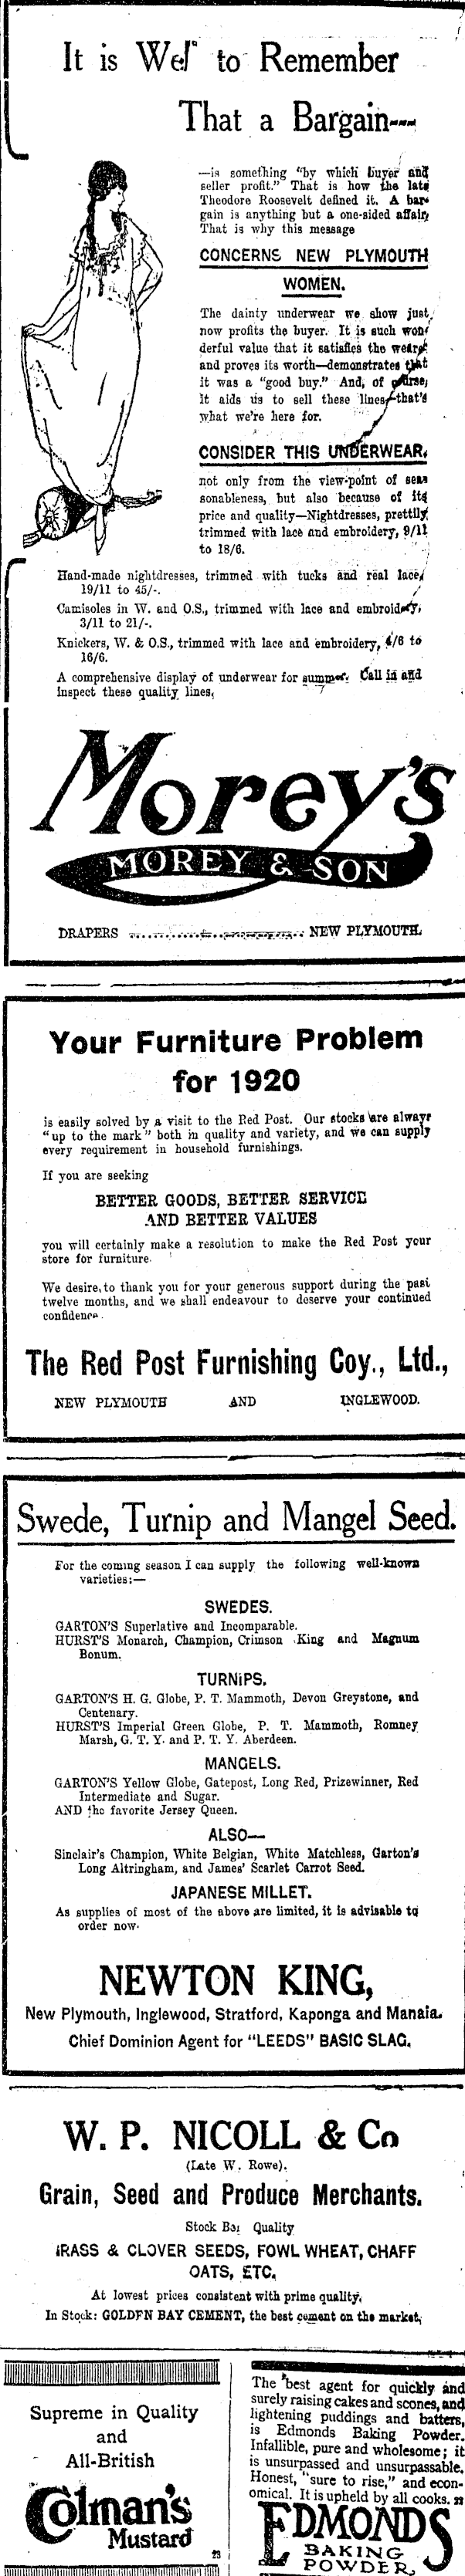 It is Well to Remember
That a Bargain—
—is something "by which buyer and
seller profit." That is how the late
Theodore Roosevelt defined it. A bar-
gain is anything but a one-sided affair.
That is why this message
CONCERNS NEW PLYMOUTH
WOMEN.
The dainty underwear we show just
now profits the buyer. It is such won-
derful value that it satisfies the wearer
and proves its worth—demonstrates that
it was a "good buy." And, of course,
it aids us to sell these lines—that's
what we're here for.
CONSIDER THIS UNDERWEAR,
not only from the view-point of sea-
sonableness, but also because of its
price and quality—Nightdresses, prettily
trimmed with lace and embroidery, 9/11
to 18/6.
Hand-made nightdresses, trimmed with tucks and real lace,
19/11 to 45/-.
Camisoles in W. and O.S., trimmed with lace and embroidery,
3/11 to 21/-.
Knickers, W. & O.S., trimmed with lace and embroidery, 4/6 to
16/6.
A comprehensive display of underwear for summer. Call in and
inspect these quality lines.
Morey's
MOREY & SON
DRAPERS .............................. NEW PLYMOUTH.
Your Furniture Problem
for 1920
is easily solved by a visit to the Red Post. Our stocks are always
"up to the mark" both in quality and variety, and we can supply
every requirement in household furnishings.
If you are seeking
BETTER GOODS, BETTER SERVICE
AND BETTER VALUES
you will certainly make a resolution to make the Red Post your
store for furniture.
We desire, to thank you for your generous support during the past
twelve months, and we shall endeavour to deserve your continued
confidence.
The Red Post Furnishing Coy., Ltd.,
NEW PLYMOUTH AND INGLEWOOD.
Swede, Turnip and Mangel Seed.
For the coming season I can supply the following well-known
varieties:—
SWEDES.
GARTON'S Superlative and Incomparable.
HURST'S Monarch, Champion, Crimson King and Magnum
Bonum.
TURNIPS.
GARTON'S H. G. Globe, P. T. Mammoth, Devon Greystone, and
Centenary.
HURST'S Imperial Green Globe, P. T. Mammoth, Romney
Marsh, G. T. Y. and P. T. Y. Aberdeen.
MANGELS.
GARTON'S Yellow Globe, Gatepost, Long Red, Prizewinner, Red
Intermediate and Sugar.
AND the favorite Jersey Queen.
ALSO—
Sinclair's Champion, White Belgian, White Matchless, Garton's
Long Altringham, and James' Scarlet Carrot Seed.
JAPANESE MILLET.
As supplies of most of the above are limited, it is advisable to
order now.
NEWTON KING,
New Plymouth, Inglewood, Stratford, Kaponga and Manaia.
Chief Dominion Agent for "LEEDS" BASIC SLAG.
W. P. NICOLL & Co
(Late W. Rowe).
Grain, Seed and Produce Merchants.
Stock Best Quality
GRASS & CLOVER SEEDS, FOWL WHEAT, CHAFF
OATS, ETC.
At lowest prices consistent with prime quality.
In Stock: GOLDEN BAY CEMENT, the best cement on the market.
Supreme in Quality
and
All-British
Colman's
Mustard
23
The best agent for quickly and
surely raising cakes and scones, and
lightening puddings and batters,
is Edmonds Baking Powder.
Infallible, pure and wholesome; it
is unsurpassed and unsurpassable.
Honest, "sure to rise," and econ-
omical. It is upheld by all cooks.
EDMONDS
BAKING
POWDER